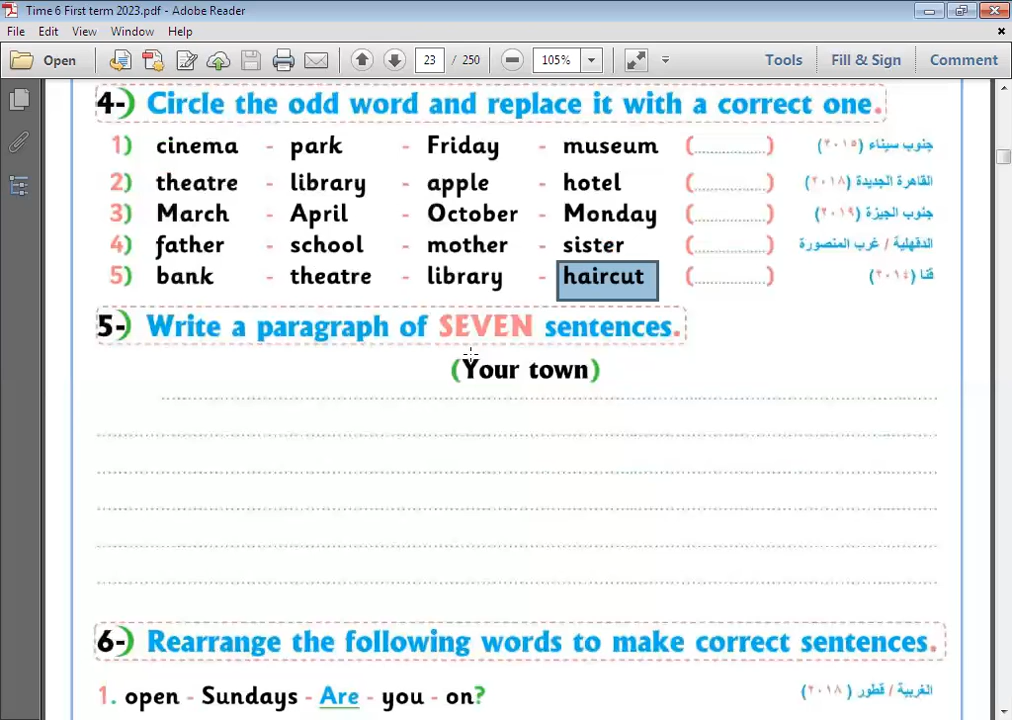 Time 6 First term 2023.pdf - Adobe Reader
File Edit View Window Help
Open 23 / 250 105% Tools Fill & Sign Comment
4-) Circle the odd word and replace it with a correct one.
1) cinema - park - Friday - museum (..............) جنوب سيناء (٢٠١٥)
2) theatre - library - apple - hotel (..............) القاهرة الجديدة (٢٠١٨)
3) March - April - October - Monday (..............) جنوب الجيزة (٢٠١٩)
4) father - school - mother - sister (..............) الدقهلية / غرب المنصورة
5) bank - theatre - library - haircut (..............) قنا (٢٠١٤)
5-) Write a paragraph of SEVEN sentences.
(Your town)
6-) Rearrange the following words to make correct sentences.
1. open - Sundays - Are - you - on? الغربية / قطور (٢٠١٨)